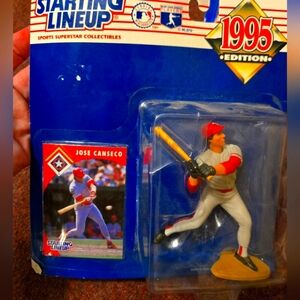 STARTING
LINEUP
SPORTS SUPERSTAR COLLECTIBLES
1995
EDITION
JOSE CANSECO
STARTING
LINEUP